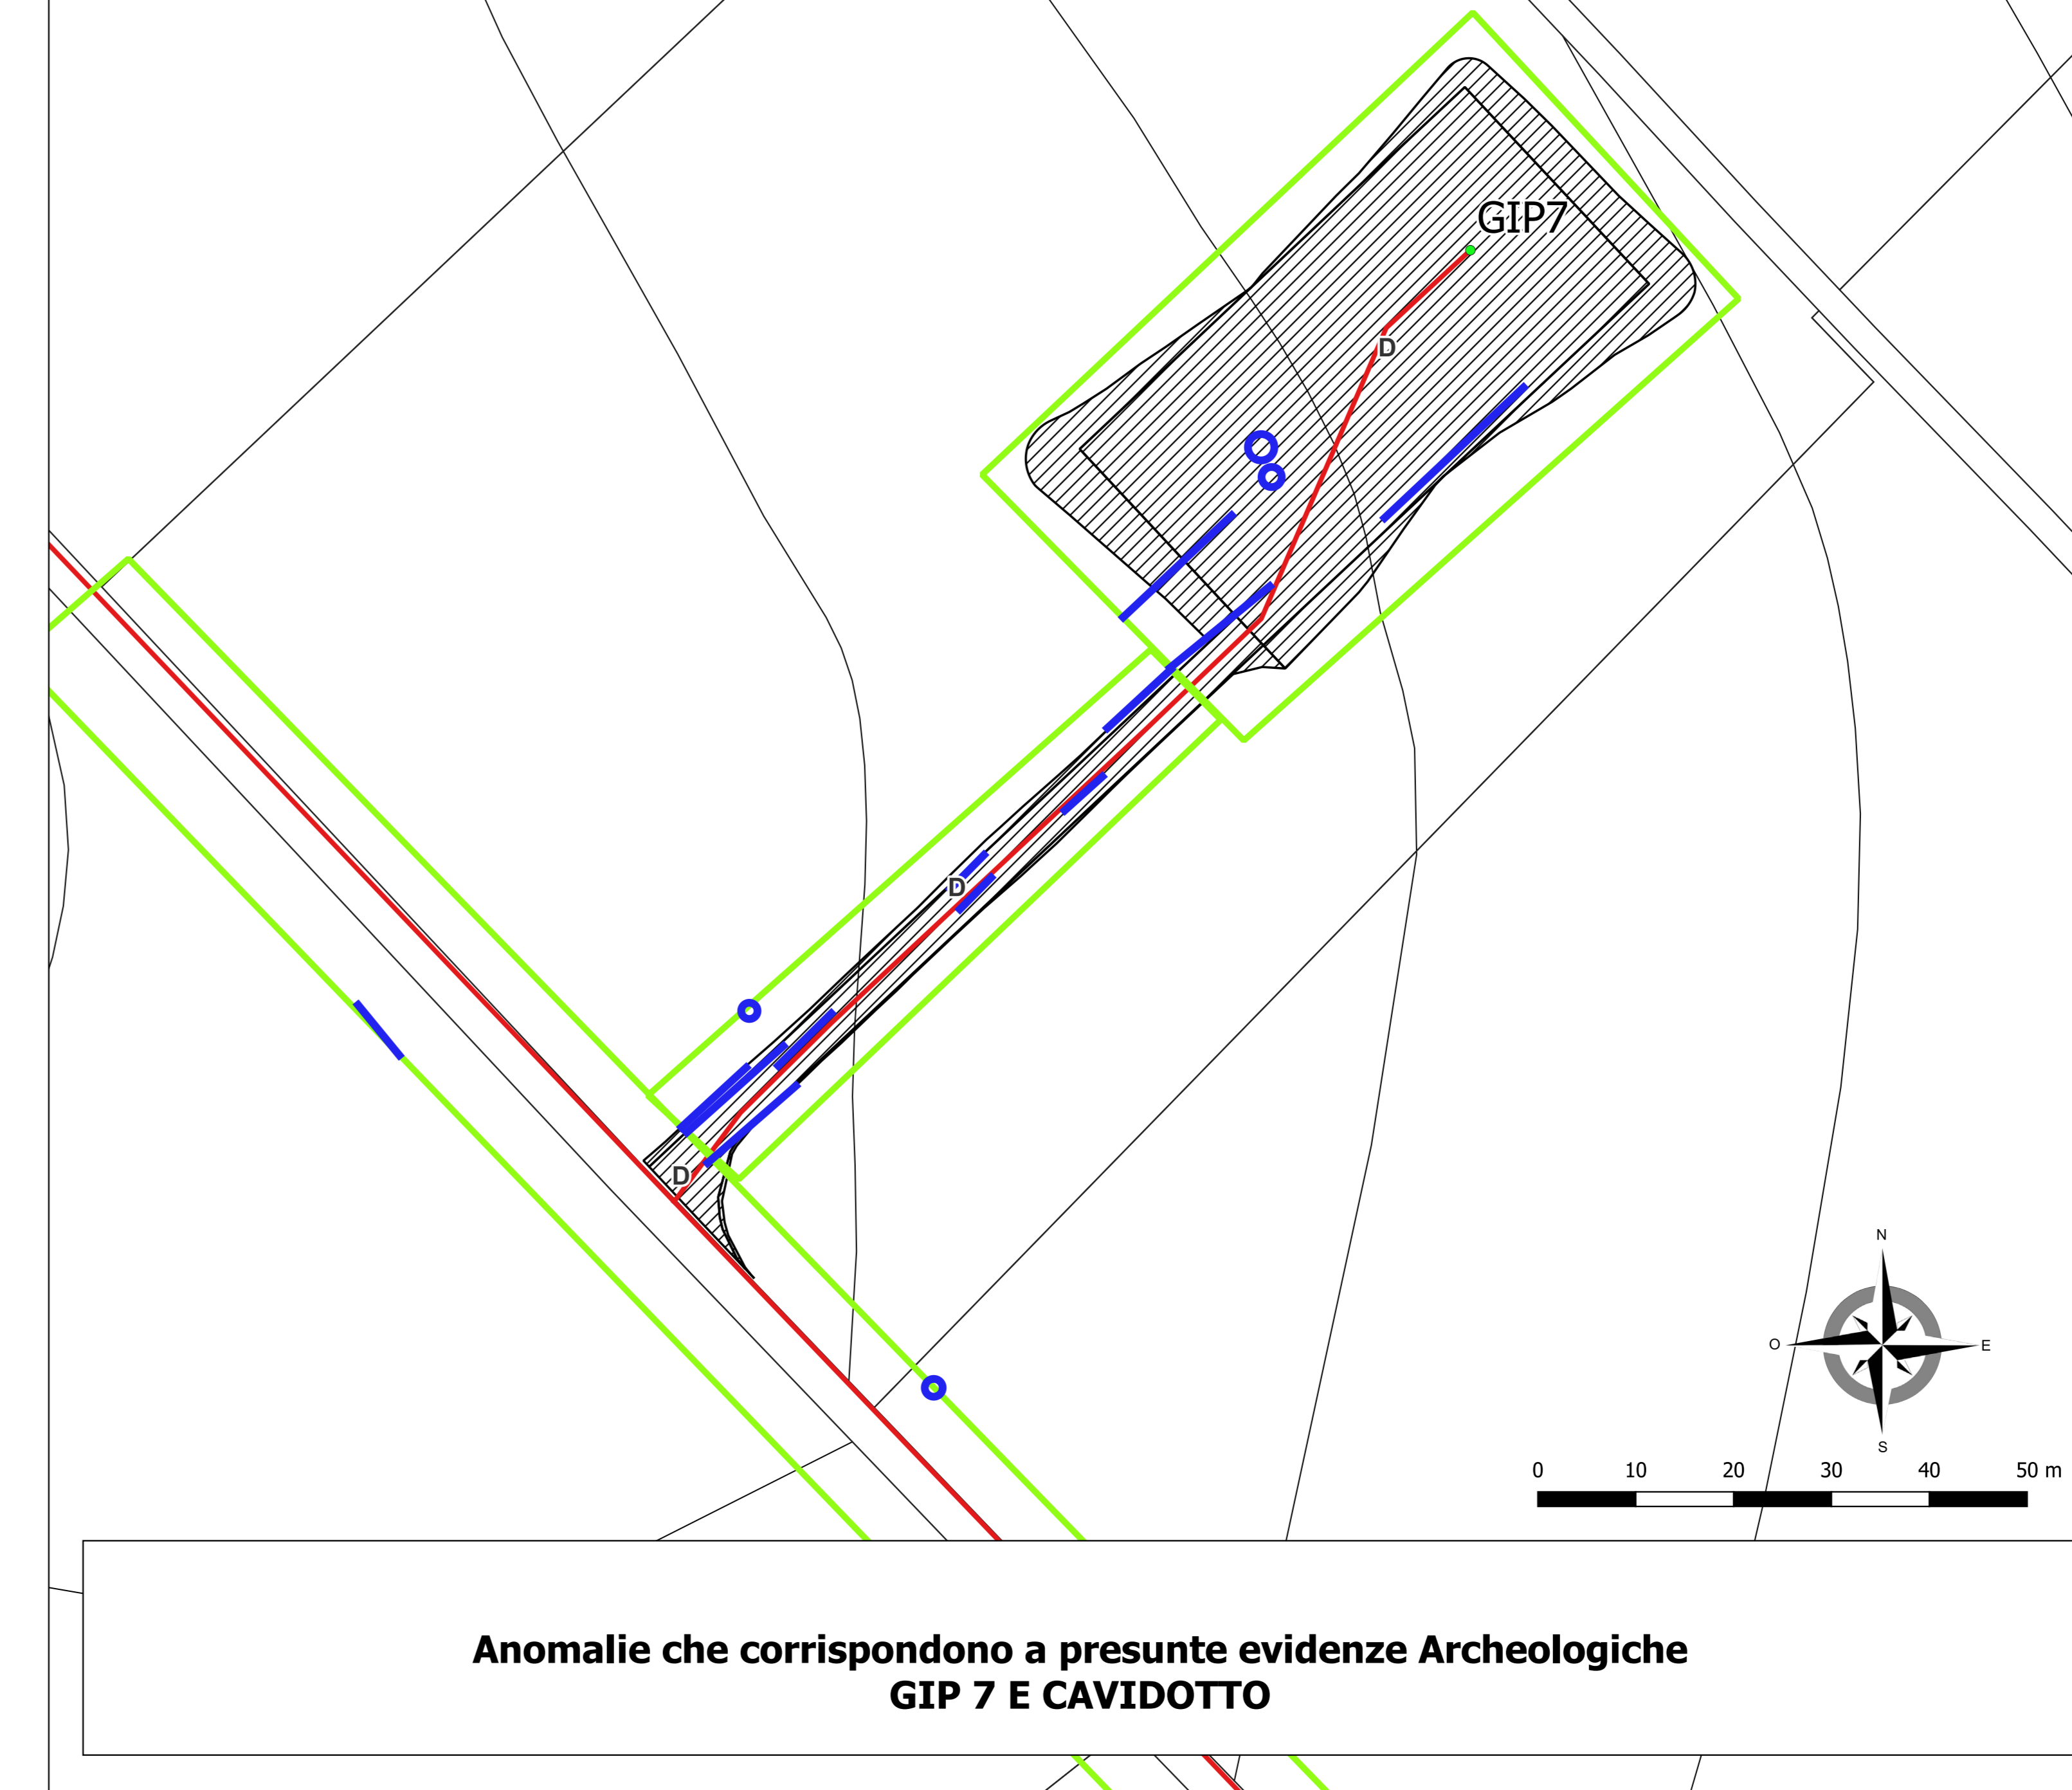 GIP7
D
D
D
N
O
E
S
0 10 20 30 40 50 m
Anomalie che corrispondono a presunte evidenze Archeologiche
GIP 7 E CAVIDOTTO